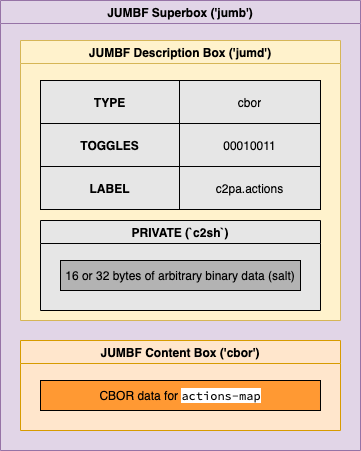 JUMBF Superbox ('jumb')
JUMBF Description Box ('jumd')
TYPE cbor
TOGGLES 00010011
LABEL c2pa.actions
PRIVATE (`c2sh`)
16 or 32 bytes of arbitrary binary data (salt)
JUMBF Content Box ('cbor')
CBOR data for actions-map